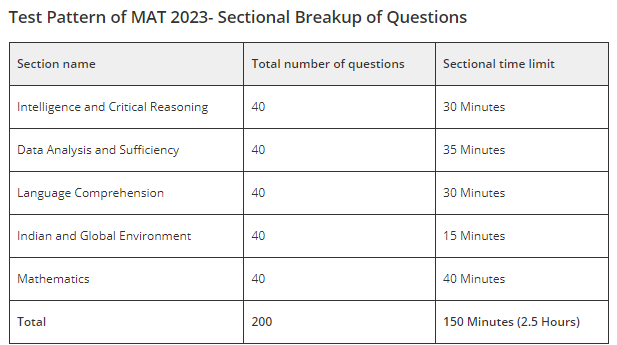 Test Pattern of MAT 2023- Sectional Breakup of Questions
Section name Total number of questions Sectional time limit
Intelligence and Critical Reasoning 40 30 Minutes
Data Analysis and Sufficiency 40 35 Minutes
Language Comprehension 40 30 Minutes
Indian and Global Environment 40 15 Minutes
Mathematics 40 40 Minutes
Total 200 150 Minutes (2.5 Hours)